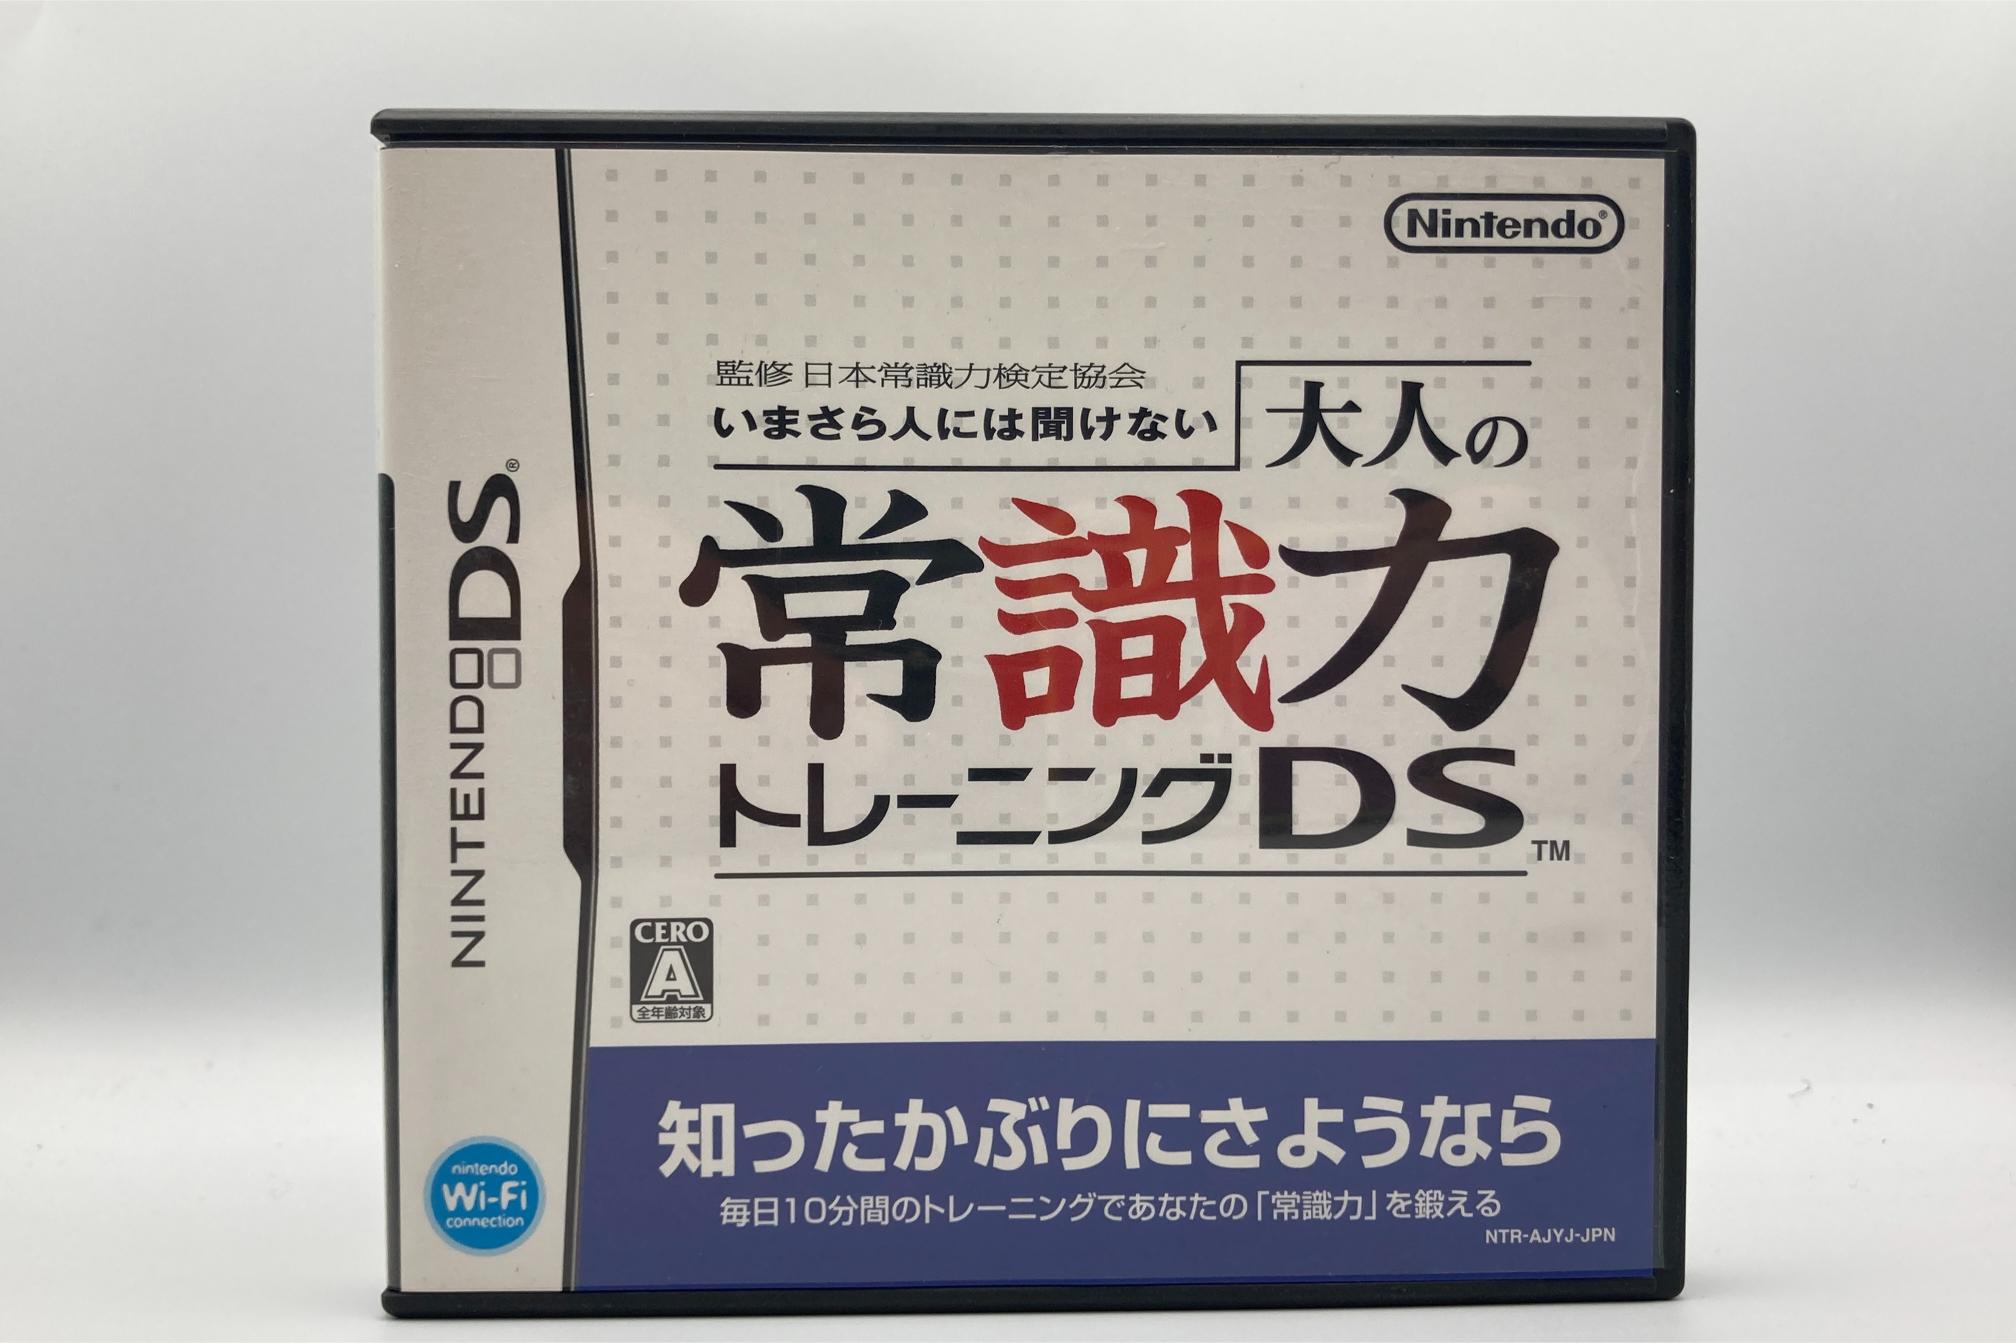 Nintendo®
監修 日本常識力検定協会
いまさら人には聞けない
大人の
常識力
トレーニングDS™
NINTENDO DS®
CERO
A
全年齢対象
知ったかぶりにさようなら
毎日10分間のトレーニングであなたの「常識力」を鍛える
NTR-AJYJ-JPN
nintendo
Wi-Fi
connection